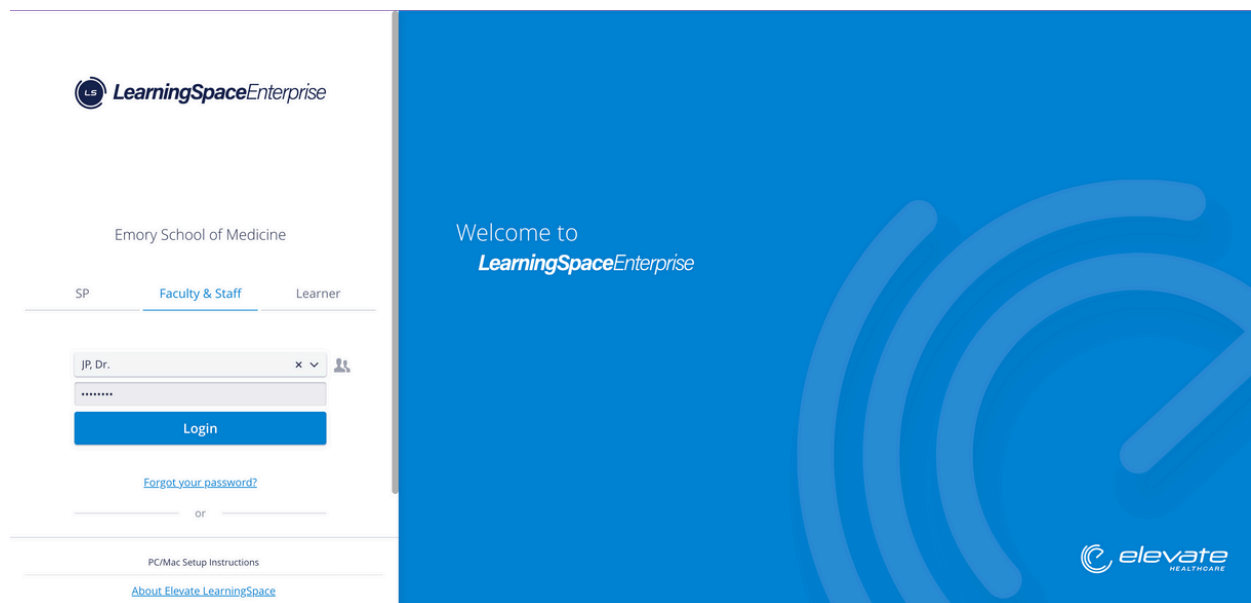 LS LearningSpaceEnterprise
Emory School of Medicine
SP Faculty & Staff Learner
JP, Dr.
••••••••
Login
Forgot your password?
or
PC/Mac Setup Instructions
About Elevate LearningSpace
Welcome to
LearningSpaceEnterprise
elevate
HEALTHCARE